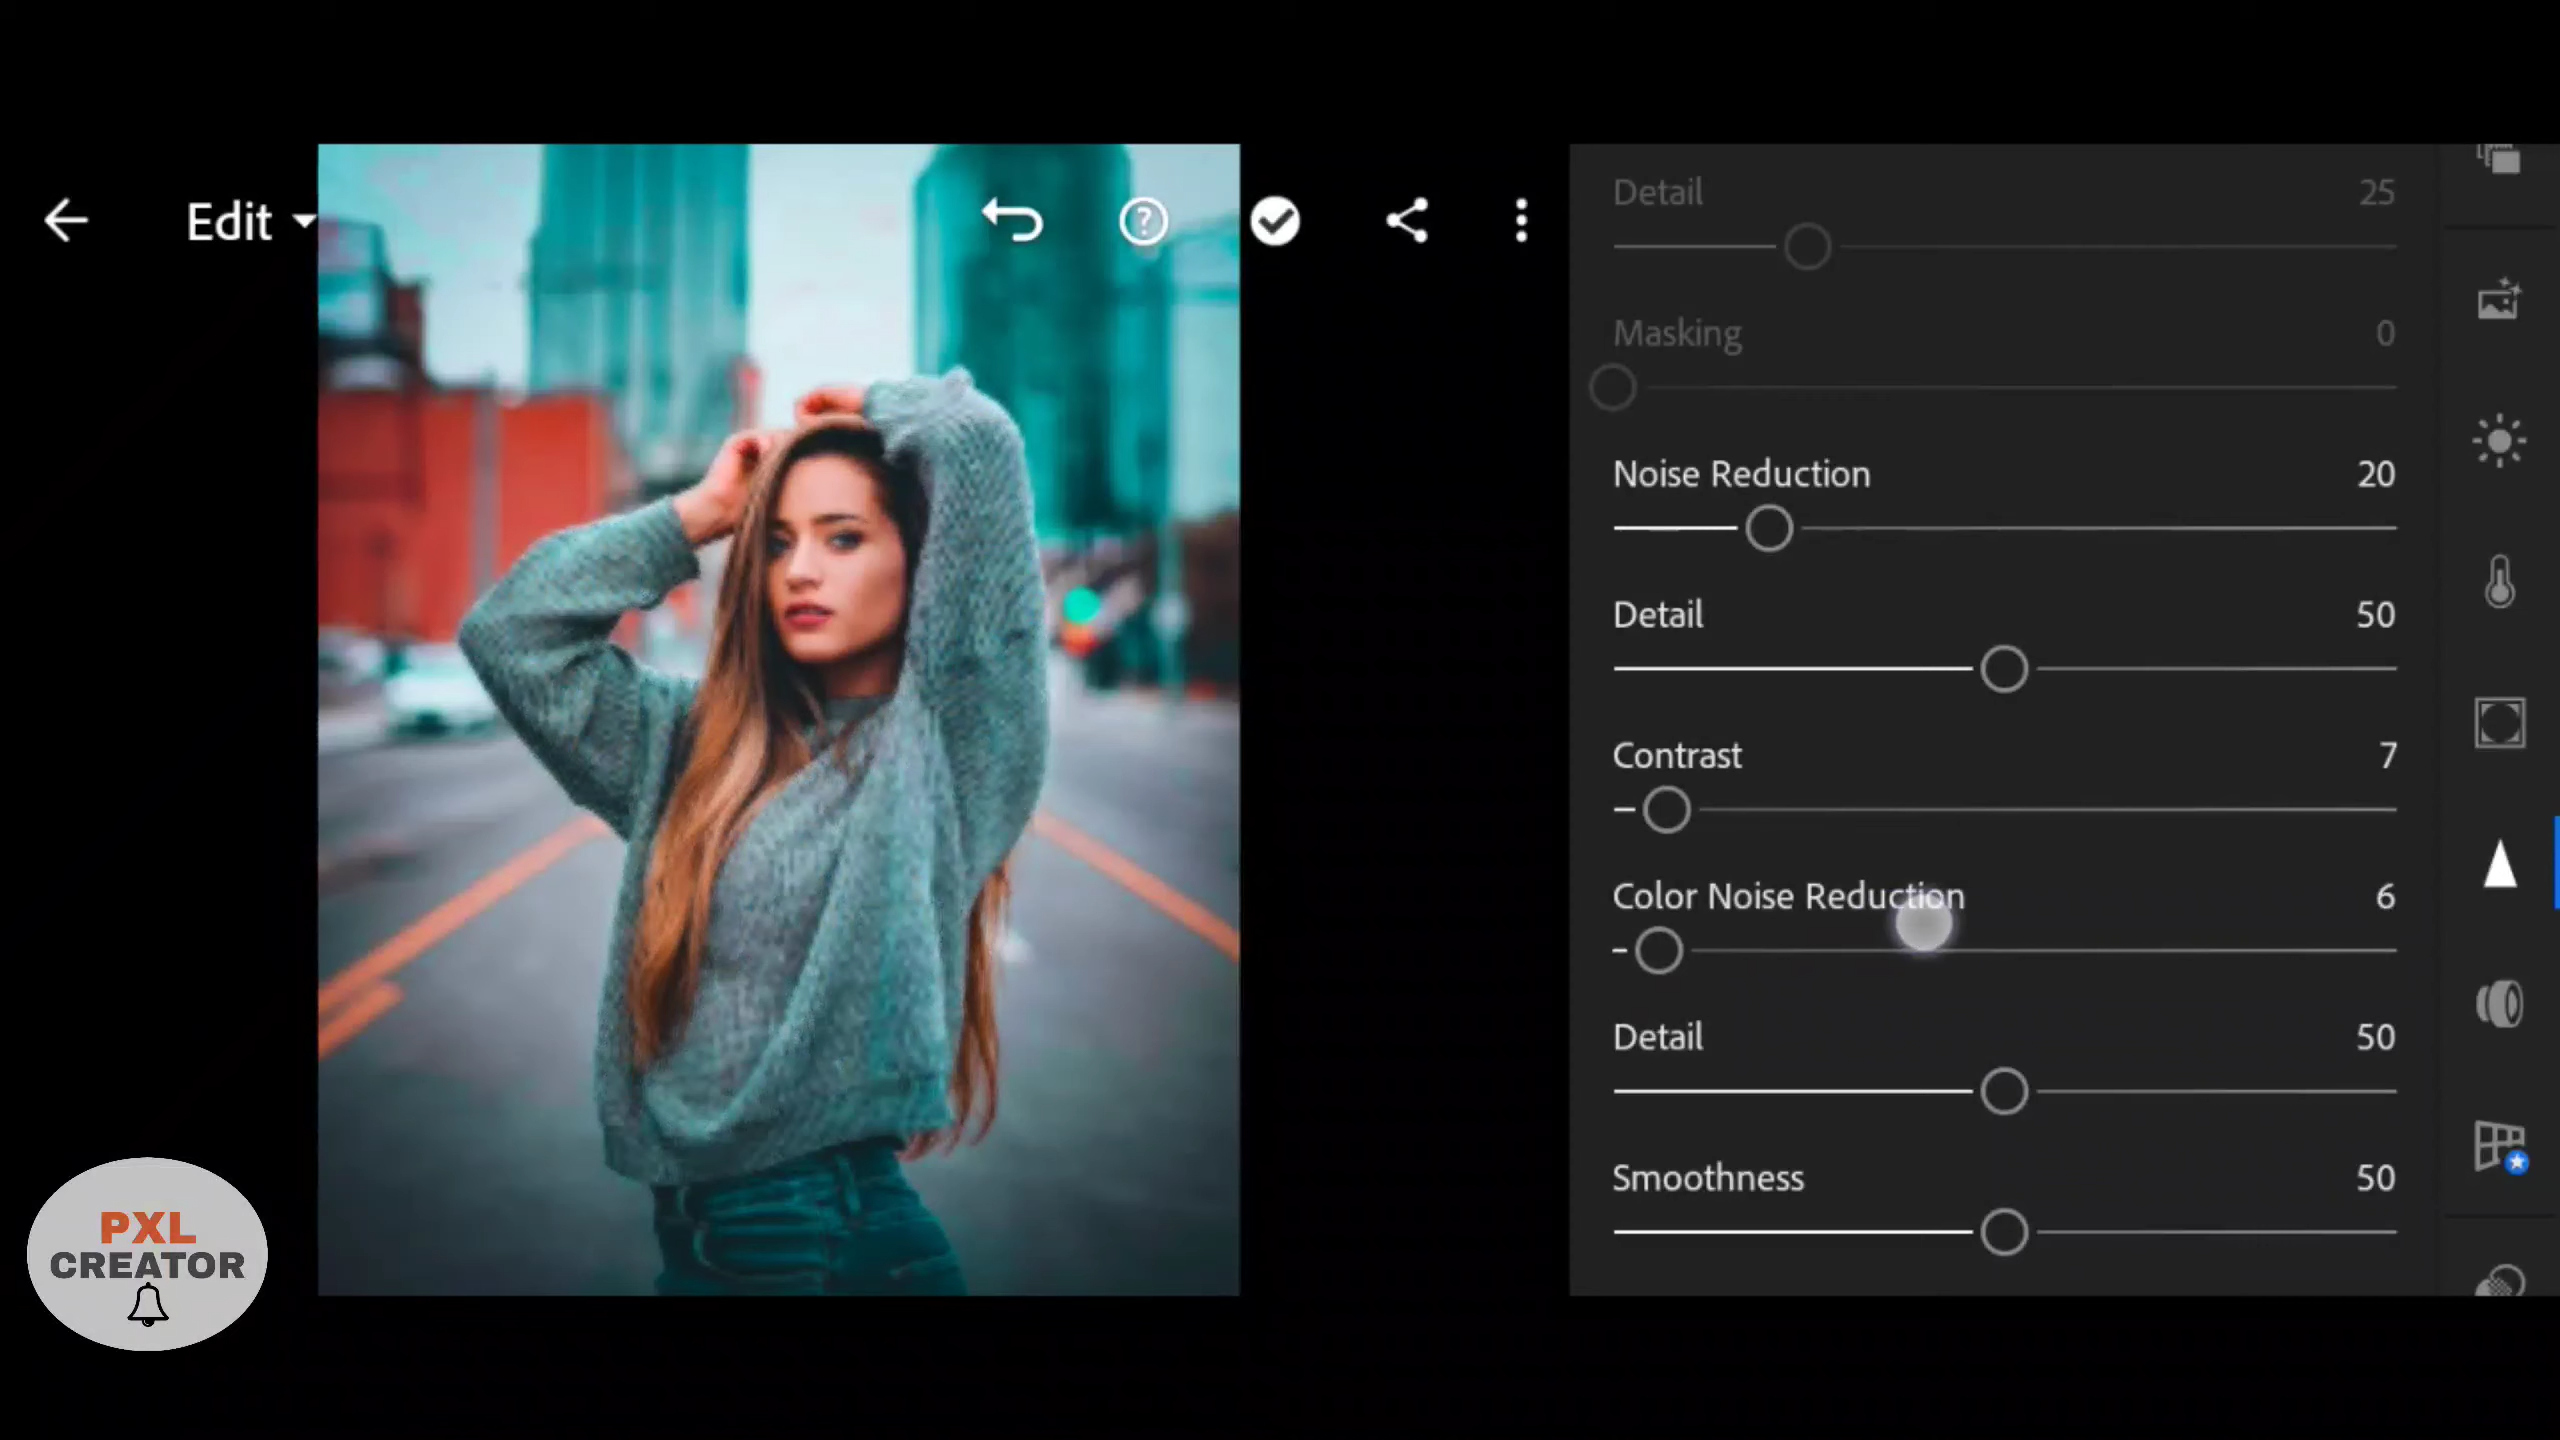 Edit
?
Detail 25
Masking 0
Noise Reduction 20
Detail 50
Contrast 7
Color Noise Reduction 6
Detail 50
Smoothness 50
PXL
CREATOR